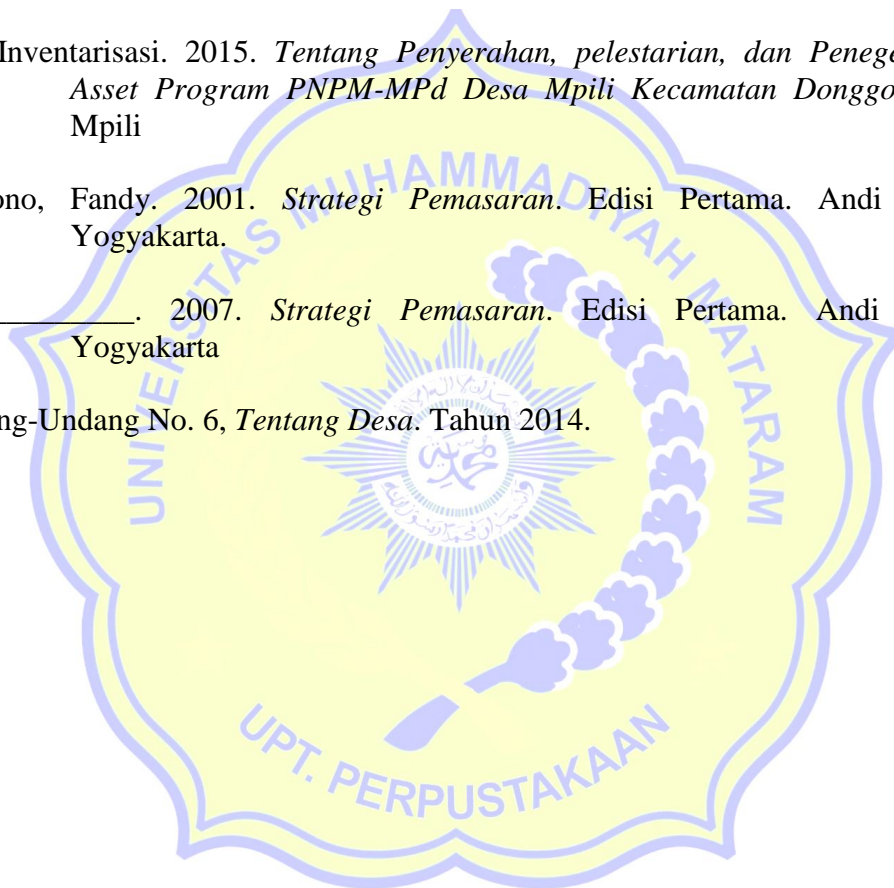 Inventarisasi. 2015. Tentang Penyerahan, pelestarian, dan Penege
Asset Program PNPM-MPd Desa Mpili Kecamatan Donggo
Mpili
ono, Fandy. 2001. Strategi Pemasaran. Edisi Pertama. Andi
Yogyakarta.
_________. 2007. Strategi Pemasaran. Edisi Pertama. Andi
Yogyakarta
ng-Undang No. 6, Tentang Desa. Tahun 2014.
UNIVERSITAS MUHAMMADIYAH MATARAM
UPT. PERPUSTAKAAN